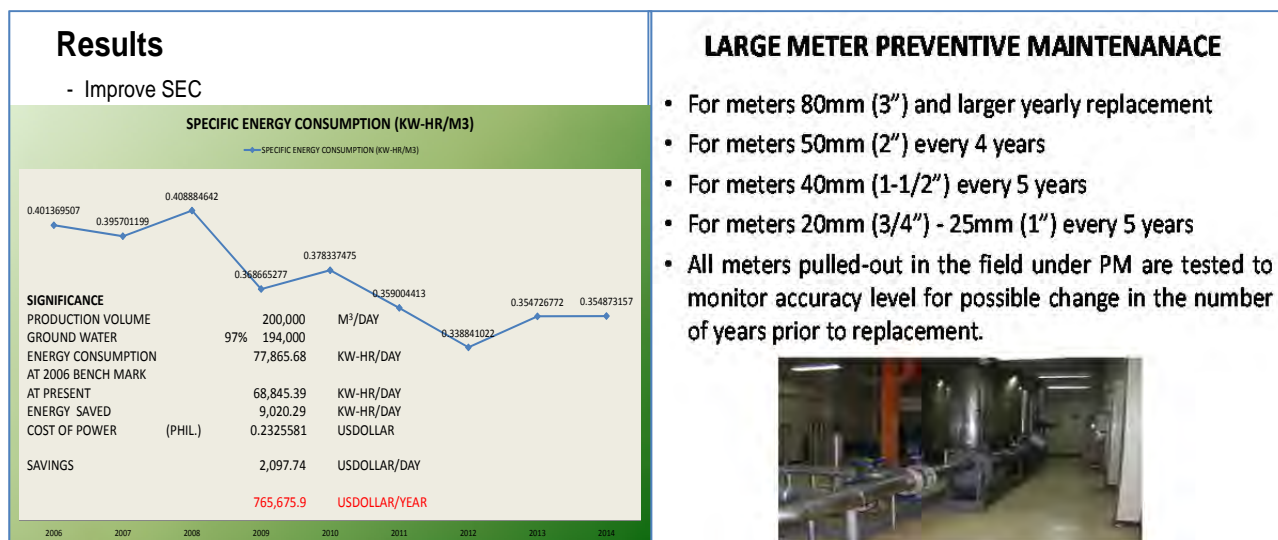 Results
- Improve SEC
SPECIFIC ENERGY CONSUMPTION (KW-HR/M3)
SPECIFIC ENERGY CONSUMPTION (KW-HR/M3)
0.401369507
0.395701199
0.408884642
0.368665277
0.378337475
0.359004413
0.338841022
0.354726772
0.354873157
SIGNIFICANCE
PRODUCTION VOLUME 200,000 M³/DAY
GROUND WATER 97% 194,000
ENERGY CONSUMPTION 77,865.68 KW-HR/DAY
AT 2006 BENCH MARK
AT PRESENT 68,845.39 KW-HR/DAY
ENERGY SAVED 9,020.29 KW-HR/DAY
COST OF POWER (PHIL.) 0.2325581 USDOLLAR
SAVINGS 2,097.74 USDOLLAR/DAY
765,675.9 USDOLLAR/YEAR
2006 2007 2008 2009 2010 2011 2012 2013 2014
LARGE METER PREVENTIVE MAINTENANACE
• For meters 80mm (3”) and larger yearly replacement
• For meters 50mm (2”) every 4 years
• For meters 40mm (1-1/2”) every 5 years
• For meters 20mm (3/4”) - 25mm (1”) every 5 years
• All meters pulled-out in the field under PM are tested to
monitor accuracy level for possible change in the number
of years prior to replacement.